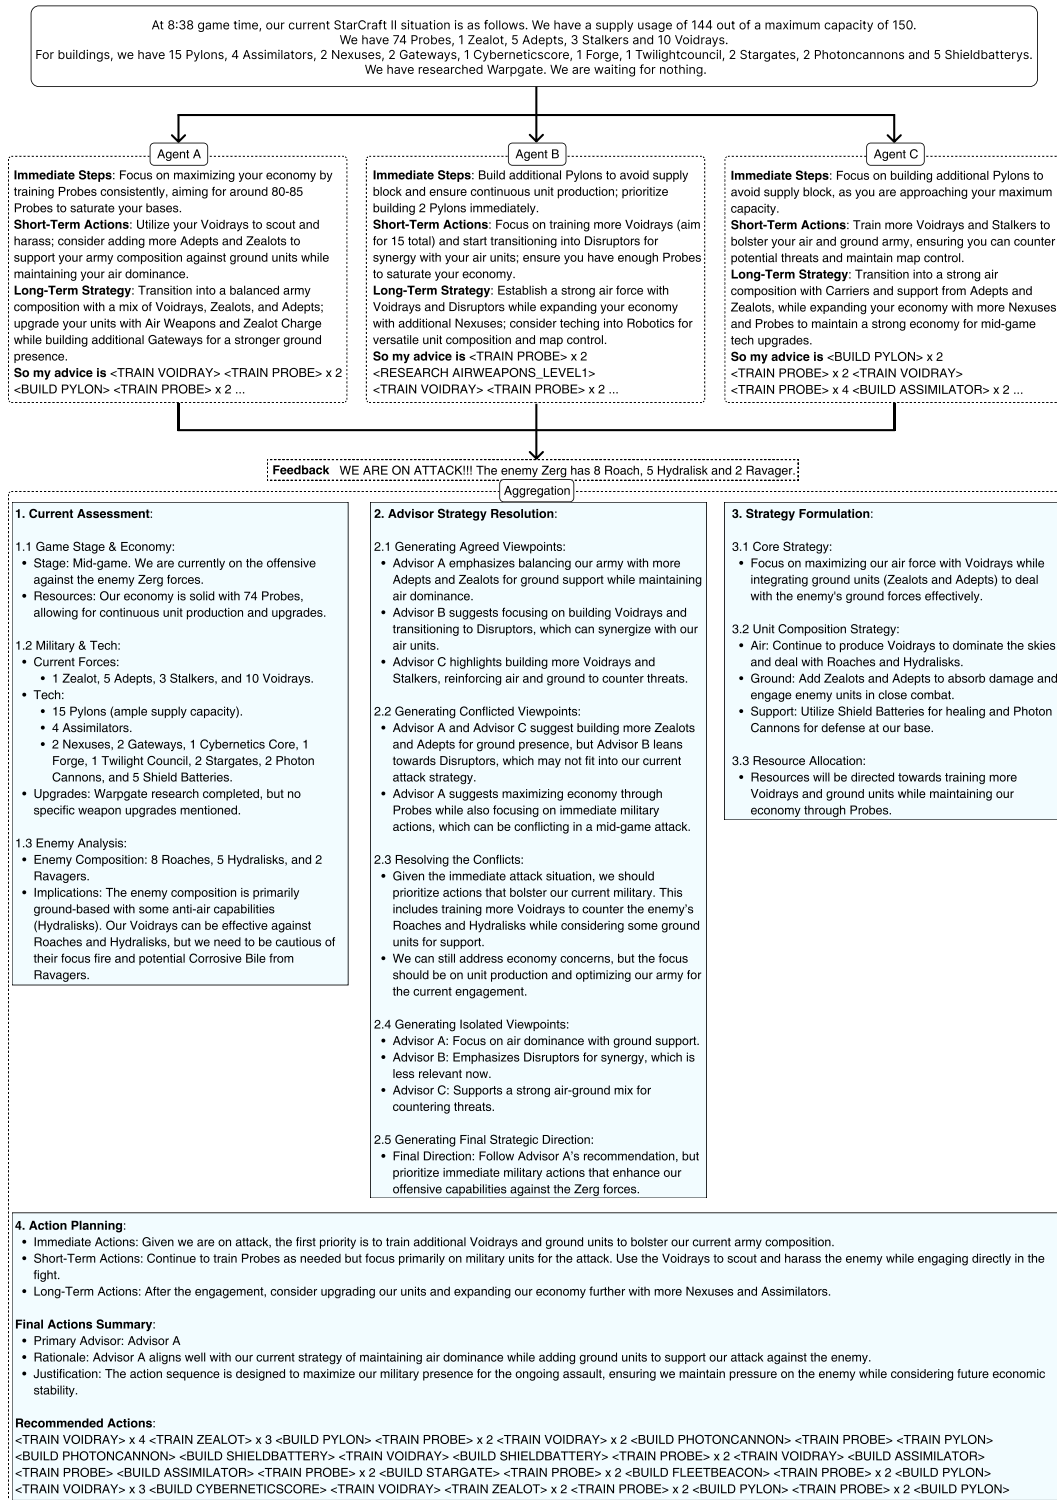 At 8:38 game time, our current StarCraft II situation is as follows. We have a supply usage of 144 out of a maximum capacity of 150.
We have 74 Probes, 1 Zealot, 5 Adepts, 3 Stalkers and 10 Voidrays.
For buildings, we have 15 Pylons, 4 Assimilators, 2 Nexuses, 2 Gateways, 1 Cyberneticscore, 1 Forge, 1 Twilightcouncil, 2 Stargates, 2 Photoncannons and 5 Shieldbatterys.
We have researched Warpgate. We are waiting for nothing.
Agent A
Immediate Steps: Focus on maximizing your economy by
training Probes consistently, aiming for around 80-85
Probes to saturate your bases.
Short-Term Actions: Utilize your Voidrays to scout and
harass; consider adding more Adepts and Zealots to
support your army composition against ground units while
maintaining your air dominance.
Long-Term Strategy: Transition into a balanced army
composition with a mix of Voidrays, Zealots, and Adepts;
upgrade your units with Air Weapons and Zealot Charge
while building additional Gateways for a stronger ground
presence.
So my advice is <TRAIN VOIDRAY> <TRAIN PROBE> x 2
<BUILD PYLON> <TRAIN PROBE> x 2 ...
Agent B
Immediate Steps: Build additional Pylons to avoid supply
block and ensure continuous unit production; prioritize
building 2 Pylons immediately.
Short-Term Actions: Focus on training more Voidrays (aim
for 15 total) and start transitioning into Disruptors for
synergy with your air units; ensure you have enough Probes
to saturate your economy.
Long-Term Strategy: Establish a strong air force with
Voidrays and Disruptors while expanding your economy
with additional Nexuses; consider teching into Robotics for
versatile unit composition and map control.
So my advice is <TRAIN PROBE> x 2
<RESEARCH AIRWEAPONS_LEVEL1>
<TRAIN VOIDRAY> <TRAIN PROBE> x 2 ...
Agent C
Immediate Steps: Focus on building additional Pylons to
avoid supply block, as you are approaching your maximum
capacity.
Short-Term Actions: Train more Voidrays and Stalkers to
bolster your air and ground army, ensuring you can counter
potential threats and maintain map control.
Long-Term Strategy: Transition into a strong air
composition with Carriers and support from Adepts and
Zealots, while expanding your economy with more Nexuses
and Probes to maintain a strong economy for mid-game
tech upgrades.
So my advice is <BUILD PYLON> x 2
<TRAIN PROBE> x 2 <TRAIN VOIDRAY>
<TRAIN PROBE> x 4 <BUILD ASSIMILATOR> x 2 ...
Feedback WE ARE ON ATTACK!!! The enemy Zerg has 8 Roach, 5 Hydralisk and 2 Ravager.
Aggregation
1. Current Assessment:
1.1 Game Stage & Economy:
• Stage: Mid-game. We are currently on the offensive
against the enemy Zerg forces.
• Resources: Our economy is solid with 74 Probes,
allowing for continuous unit production and upgrades.
1.2 Military & Tech:
• Current Forces:
• 1 Zealot, 5 Adepts, 3 Stalkers, and 10 Voidrays.
• Tech:
• 15 Pylons (ample supply capacity).
• 4 Assimilators.
• 2 Nexuses, 2 Gateways, 1 Cybernetics Core, 1
Forge, 1 Twilight Council, 2 Stargates, 2 Photon
Cannons, and 5 Shield Batteries.
• Upgrades: Warpgate research completed, but no
specific weapon upgrades mentioned.
1.3 Enemy Analysis:
• Enemy Composition: 8 Roaches, 5 Hydralisks, and 2
Ravagers.
• Implications: The enemy composition is primarily
ground-based with some anti-air capabilities
(Hydralisks). Our Voidrays can be effective against
Roaches and Hydralisks, but we need to be cautious of
their focus fire and potential Corrosive Bile from
Ravagers.
2. Advisor Strategy Resolution:
2.1 Generating Agreed Viewpoints:
• Advisor A emphasizes balancing our army with more
Adepts and Zealots for ground support while maintaining
air dominance.
• Advisor B suggests focusing on building Voidrays and
transitioning to Disruptors, which can synergize with our
air units.
• Advisor C highlights building more Voidrays and
Stalkers, reinforcing air and ground to counter threats.
2.2 Generating Conflicted Viewpoints:
• Advisor A and Advisor C suggest building more Zealots
and Adepts for ground presence, but Advisor B leans
towards Disruptors, which may not fit into our current
attack strategy.
• Advisor A suggests maximizing economy through
Probes while also focusing on immediate military
actions, which can be conflicting in a mid-game attack.
2.3 Resolving the Conflicts:
• Given the immediate attack situation, we should
prioritize actions that bolster our current military. This
includes training more Voidrays to counter the enemy's
Roaches and Hydralisks while considering some ground
units for support.
• We can still address economy concerns, but the focus
should be on unit production and optimizing our army for
the current engagement.
2.4 Generating Isolated Viewpoints:
• Advisor A: Focus on air dominance with ground support.
• Advisor B: Emphasizes Disruptors for synergy, which is
less relevant now.
• Advisor C: Supports a strong air-ground mix for
countering threats.
2.5 Generating Final Strategic Direction:
• Final Direction: Follow Advisor A's recommendation, but
prioritize immediate military actions that enhance our
offensive capabilities against the Zerg forces.
3. Strategy Formulation:
3.1 Core Strategy:
• Focus on maximizing our air force with Voidrays while
integrating ground units (Zealots and Adepts) to deal
with the enemy's ground forces effectively.
3.2 Unit Composition Strategy:
• Air: Continue to produce Voidrays to dominate the skies
and deal with Roaches and Hydralisks.
• Ground: Add Zealots and Adepts to absorb damage and
engage enemy units in close combat.
• Support: Utilize Shield Batteries for healing and Photon
Cannons for defense at our base.
3.3 Resource Allocation:
• Resources will be directed towards training more
Voidrays and ground units while maintaining our
economy through Probes.
4. Action Planning:
• Immediate Actions: Given we are on attack, the first priority is to train additional Voidrays and ground units to bolster our current army composition.
• Short-Term Actions: Continue to train Probes as needed but focus primarily on military units for the attack. Use the Voidrays to scout and harass the enemy while engaging directly in the
fight.
• Long-Term Actions: After the engagement, consider upgrading our units and expanding our economy further with more Nexuses and Assimilators.
Final Actions Summary:
• Primary Advisor: Advisor A
• Rationale: Advisor A aligns well with our current strategy of maintaining air dominance while adding ground units to support our attack against the enemy.
• Justification: The action sequence is designed to maximize our military presence for the ongoing assault, ensuring we maintain pressure on the enemy while considering future economic
stability.
Recommended Actions:
<TRAIN VOIDRAY> x 4 <TRAIN ZEALOT> x 3 <BUILD PYLON> <TRAIN PROBE> x 2 <TRAIN VOIDRAY> x 2 <BUILD PHOTONCANNON> <TRAIN PROBE> <TRAIN PYLON>
<BUILD PHOTONCANNON> <BUILD SHIELDBATTERY> <TRAIN VOIDRAY> <BUILD SHIELDBATTERY> <TRAIN PROBE> x 2 <TRAIN VOIDRAY> <BUILD ASSIMILATOR>
<TRAIN PROBE> <BUILD ASSIMILATOR> <TRAIN PROBE> x 2 <BUILD STARGATE> <TRAIN PROBE> x 2 <BUILD FLEETBEACON> <TRAIN PROBE> x 2 <BUILD PYLON>
<TRAIN VOIDRAY> x 3 <BUILD CYBERNETICSCORE> <TRAIN VOIDRAY> <TRAIN ZEALOT> x 2 <TRAIN PROBE> x 2 <BUILD PYLON> <TRAIN PROBE> x 2 <BUILD PYLON>